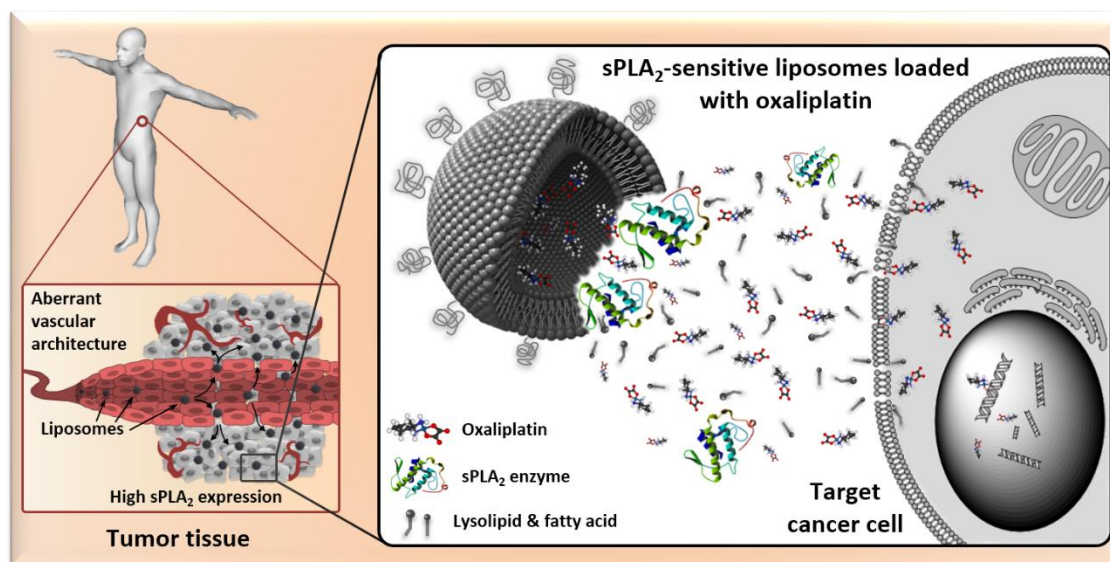 sPLA₂-sensitive liposomes loaded
with oxaliplatin
Aberrant
vascular
architecture
Liposomes
High sPLA₂ expression
Tumor tissue
Oxaliplatin
sPLA₂ enzyme
Lysolipid & fatty acid
Target
cancer cell